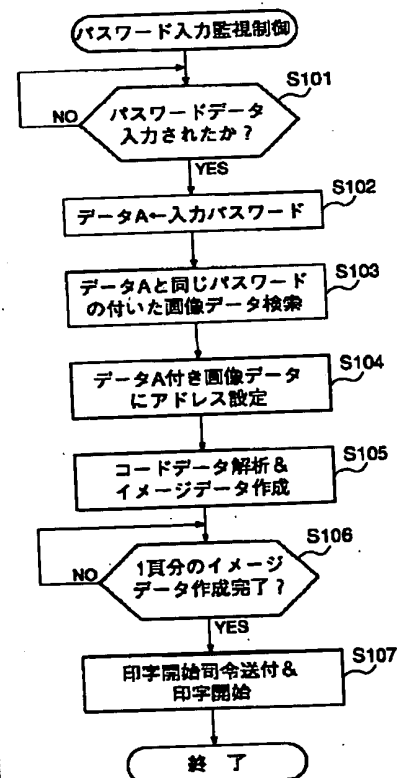 パスワード入力監視制御
S101
パスワードデータ
入力されたか？
NO
YES
S102
データA←入力パスワード
S103
データAと同じパスワード
の付いた画像データ検索
S104
データA付き画像データ
にアドレス設定
S105
コードデータ解析＆
イメージデータ作成
S106
1頁分のイメージ
データ作成完了？
NO
YES
S107
印字開始司令送付＆
印字開始
終了